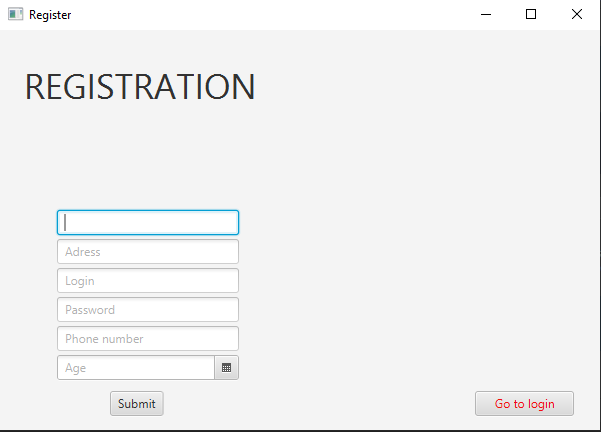 Register
REGISTRATION
Adress
Login
Password
Phone number
Age
Submit
Go to login